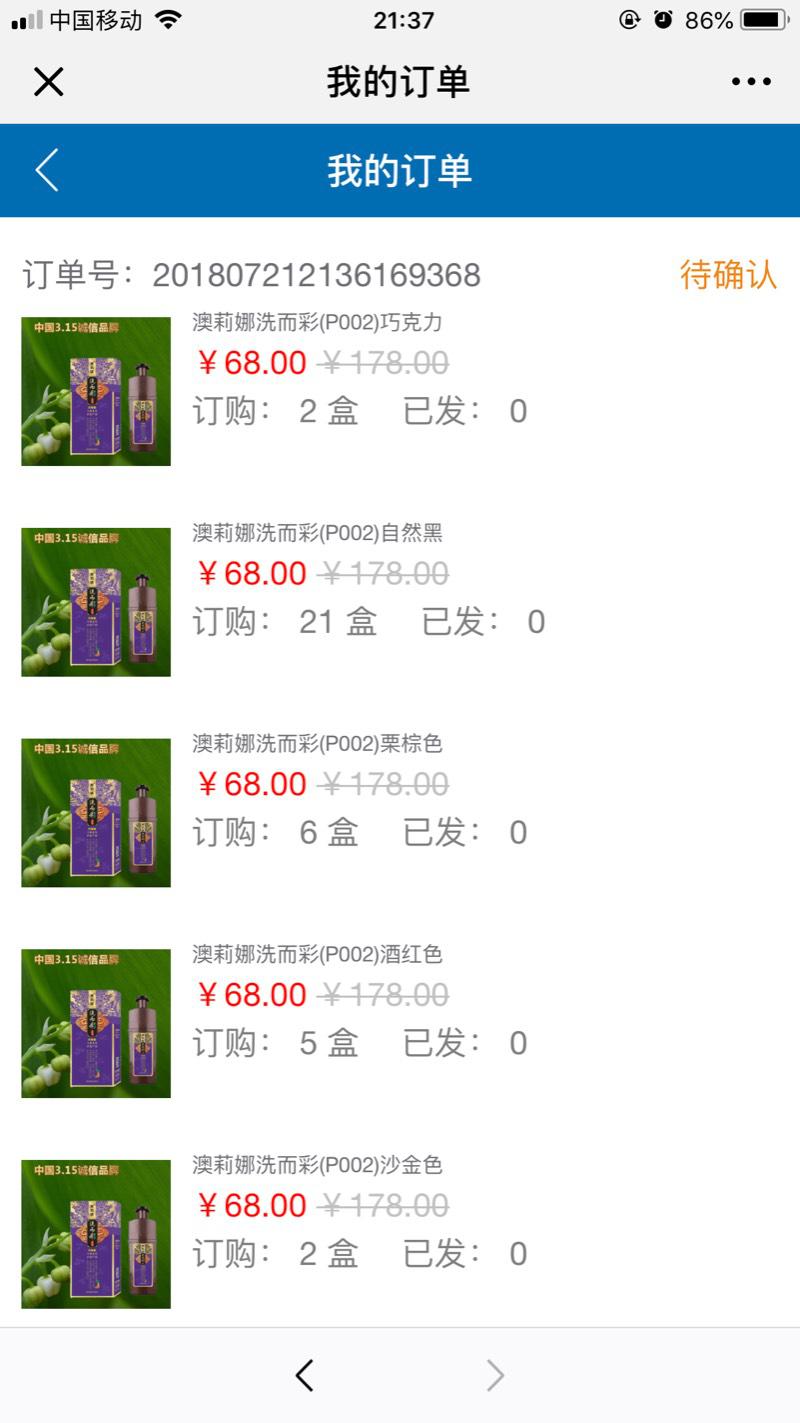 中国移动 21:37 86%
我的订单
我的订单
订单号：201807212136169368 待确认
中国3.15诚信品牌
澳莉娜洗而彩(P002)巧克力
￥68.00 ￥178.00
订购： 2 盒 已发： 0
中国3.15诚信品牌
澳莉娜洗而彩(P002)自然黑
￥68.00 ￥178.00
订购： 21 盒 已发： 0
中国3.15诚信品牌
澳莉娜洗而彩(P002)栗棕色
￥68.00 ￥178.00
订购： 6 盒 已发： 0
中国3.15诚信品牌
澳莉娜洗而彩(P002)酒红色
￥68.00 ￥178.00
订购： 5 盒 已发： 0
中国3.15诚信品牌
澳莉娜洗而彩(P002)沙金色
￥68.00 ￥178.00
订购： 2 盒 已发： 0